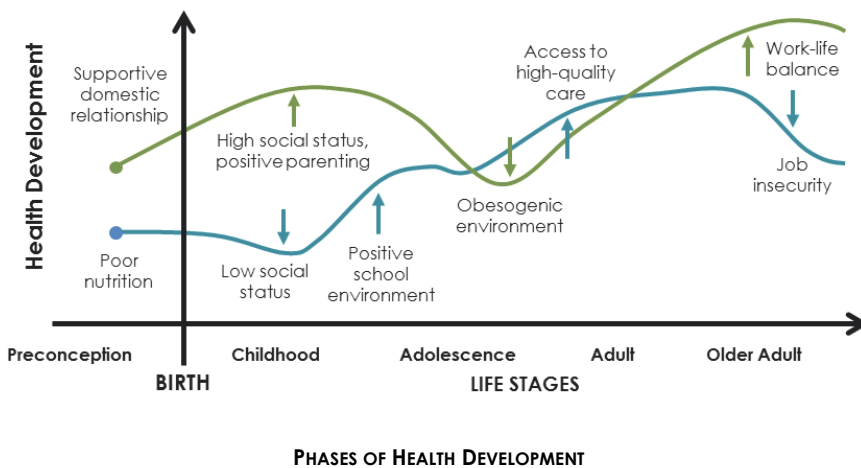 Health Development
Supportive
domestic
relationship
High social status,
positive parenting
Access to
high-quality
care
Work-life
balance
Poor
nutrition
Low social
status
Positive
school
environment
Obesogenic
environment
Job
insecurity
Preconception
Childhood
Adolescence
Adult
Older Adult
BIRTH
LIFE STAGES
PHASES OF HEALTH DEVELOPMENT